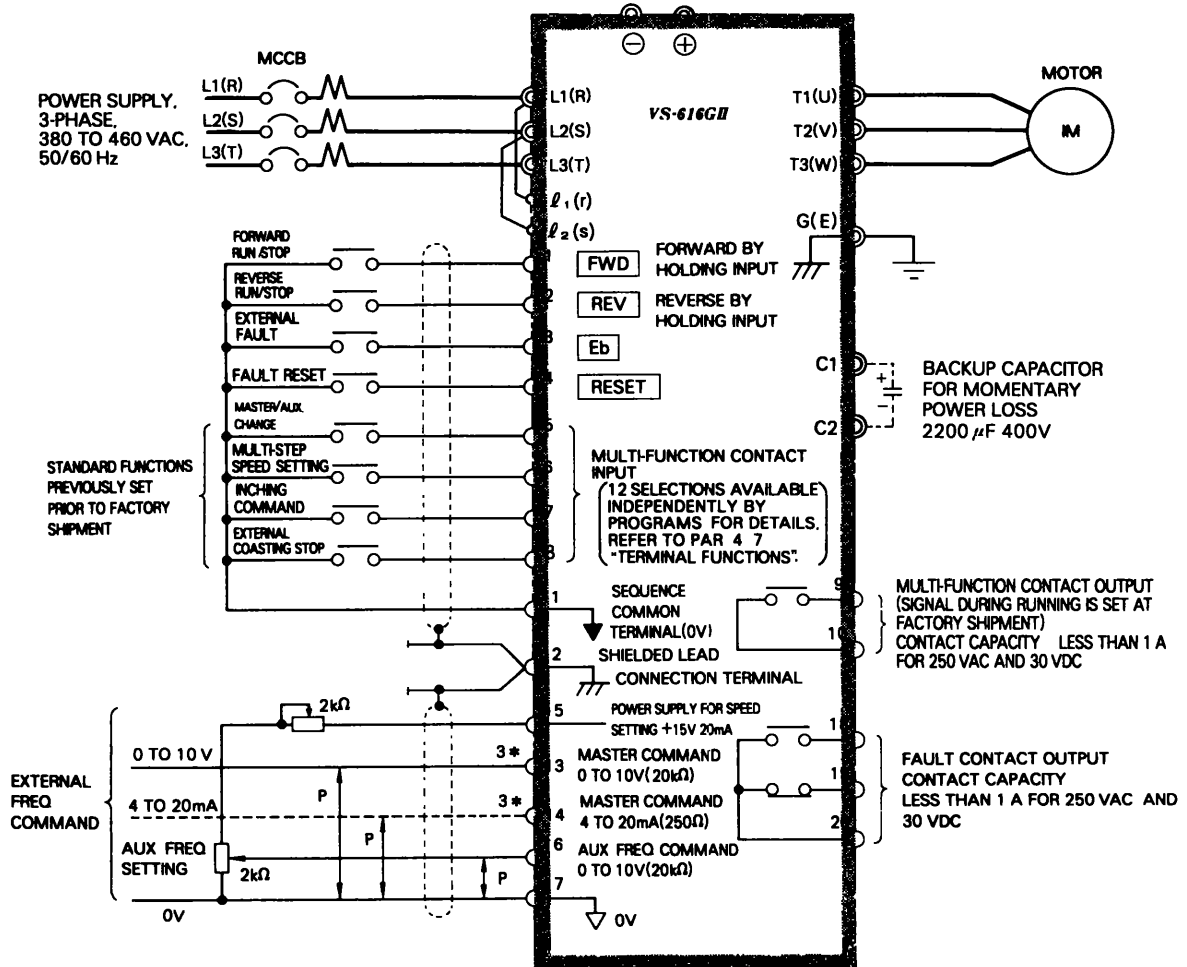 ⊖ ⊕
MCCB
MOTOR
POWER SUPPLY,
3-PHASE,
380 TO 460 VAC,
50/60 Hz
L1(R)
L2(S)
L3(T)
L1(R)
L2(S)
L3(T)
ℓ1(r)
ℓ2(s)
VS-616GII
T1(U)
T2(V)
T3(W)
IM
G(E)
FORWARD
RUN/STOP
REVERSE
RUN/STOP
EXTERNAL
FAULT
FAULT RESET
MASTER/AUX.
CHANGE
MULTI-STEP
SPEED SETTING
INCHING
COMMAND
EXTERNAL
COASTING STOP
STANDARD FUNCTIONS
PREVIOUSLY SET
PRIOR TO FACTORY
SHIPMENT
FWD
FORWARD BY
HOLDING INPUT
REV
REVERSE BY
HOLDING INPUT
Eb
RESET
MULTI-FUNCTION CONTACT
INPUT
(12 SELECTIONS AVAILABLE
INDEPENDENTLY BY
PROGRAMS FOR DETAILS,
REFER TO PAR 4 7
"TERMINAL FUNCTIONS".)
C1
C2
+
−
BACKUP CAPACITOR
FOR MOMENTARY
POWER LOSS
2200 μF 400V
1
SEQUENCE
COMMON
TERMINAL(0V)
2
SHIELDED LEAD
CONNECTION TERMINAL
9
10
MULTI-FUNCTION CONTACT OUTPUT
(SIGNAL DURING RUNNING IS SET AT
FACTORY SHIPMENT)
CONTACT CAPACITY LESS THAN 1 A
FOR 250 VAC AND 30 VDC
2kΩ
5
POWER SUPPLY FOR SPEED
SETTING +15V 20mA
EXTERNAL
FREQ
COMMAND
0 TO 10 V
3*
3
MASTER COMMAND
0 TO 10V(20kΩ)
4 TO 20mA
3*
4
MASTER COMMAND
4 TO 20mA(250Ω)
AUX FREQ
SETTING
2kΩ
P
P
P
6
AUX FREQ COMMAND
0 TO 10V(20kΩ)
7
0V
0V
FAULT CONTACT OUTPUT
CONTACT CAPACITY
LESS THAN 1 A FOR 250 VAC AND
30 VDC